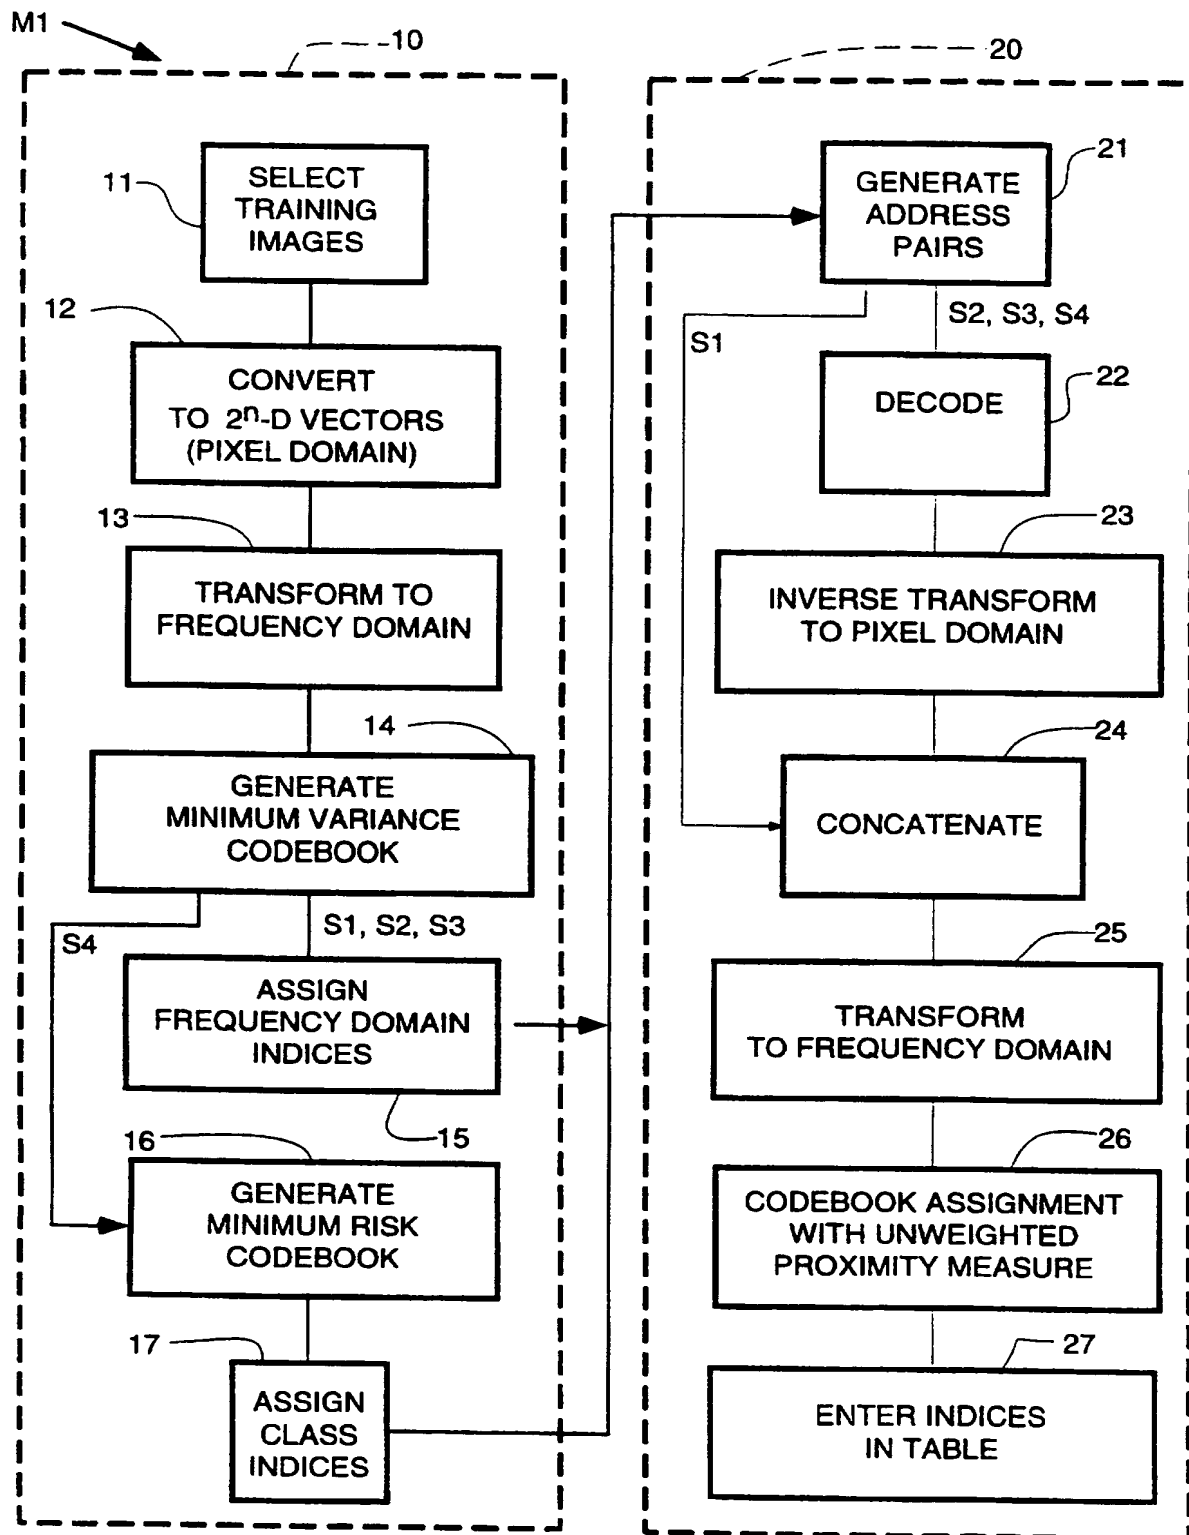 M1
10
11
SELECT
TRAINING
IMAGES
12
CONVERT
TO 2ⁿ-D VECTORS
(PIXEL DOMAIN)
13
TRANSFORM TO
FREQUENCY DOMAIN
14
GENERATE
MINIMUM VARIANCE
CODEBOOK
S4
S1, S2, S3
ASSIGN
FREQUENCY DOMAIN
INDICES
15
16
GENERATE
MINIMUM RISK
CODEBOOK
17
ASSIGN
CLASS
INDICES
20
21
GENERATE
ADDRESS
PAIRS
S1
S2, S3, S4
22
DECODE
23
INVERSE TRANSFORM
TO PIXEL DOMAIN
24
CONCATENATE
25
TRANSFORM
TO FREQUENCY DOMAIN
26
CODEBOOK ASSIGNMENT
WITH UNWEIGHTED
PROXIMITY MEASURE
27
ENTER INDICES
IN TABLE